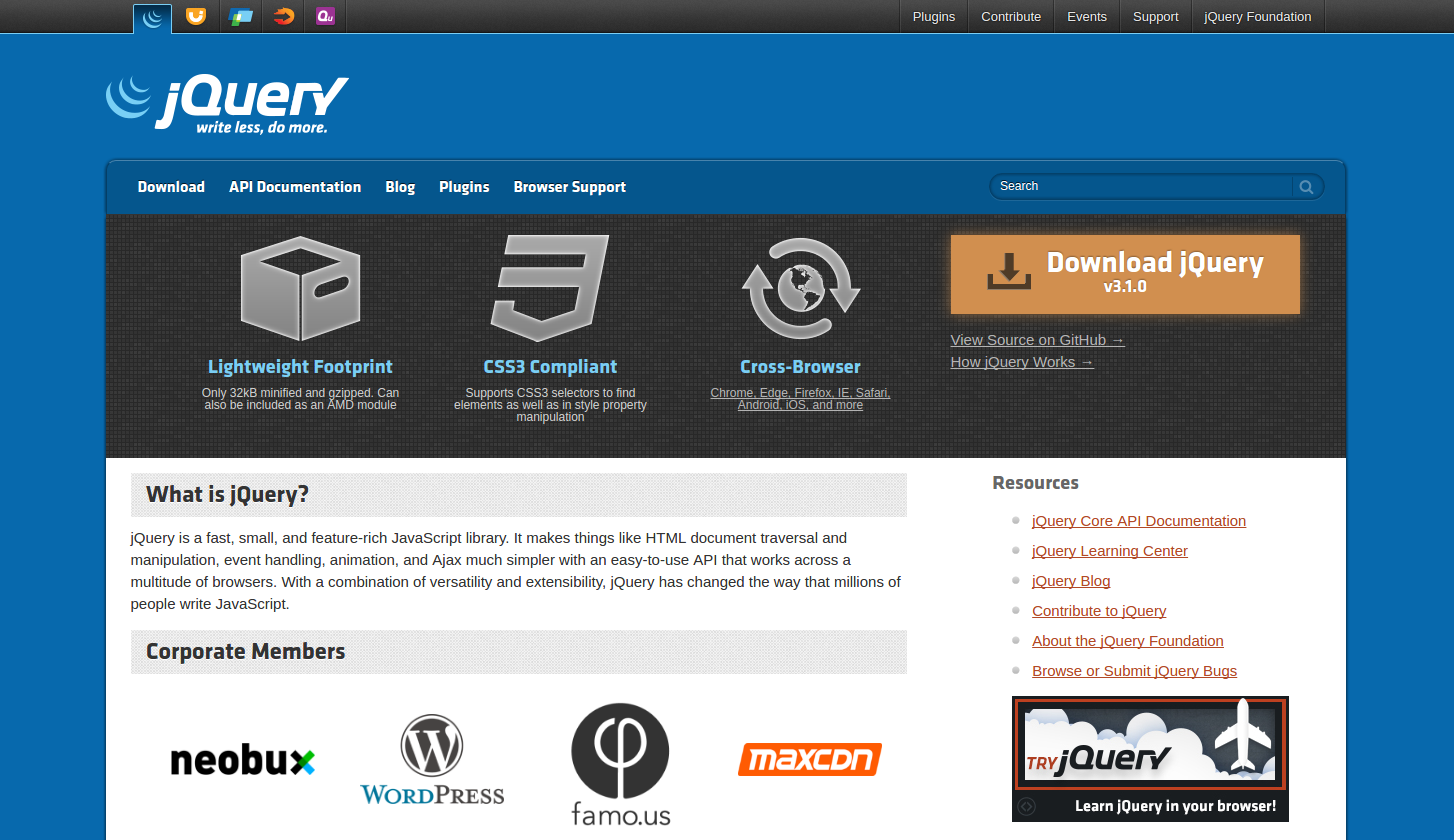 Qu
Plugins
Contribute
Events
Support
jQuery Foundation
jQuery
write less, do more.
Download
API Documentation
Blog
Plugins
Browser Support
Search
Lightweight Footprint
Only 32kB minified and gzipped. Can
also be included as an AMD module
CSS3 Compliant
Supports CSS3 selectors to find
elements as well as in style property
manipulation
Cross-Browser
Chrome, Edge, Firefox, IE, Safari,
Android, iOS, and more
Download jQuery
v3.1.0
View Source on GitHub →
How jQuery Works →
What is jQuery?
jQuery is a fast, small, and feature-rich JavaScript library. It makes things like HTML document traversal and
manipulation, event handling, animation, and Ajax much simpler with an easy-to-use API that works across a
multitude of browsers. With a combination of versatility and extensibility, jQuery has changed the way that millions of
people write JavaScript.
Corporate Members
neobux
W
WORDPRESS
famo.us
maxcdn
Resources
jQuery Core API Documentation
jQuery Learning Center
jQuery Blog
Contribute to jQuery
About the jQuery Foundation
Browse or Submit jQuery Bugs
TRY jQuery
Learn jQuery in your browser!